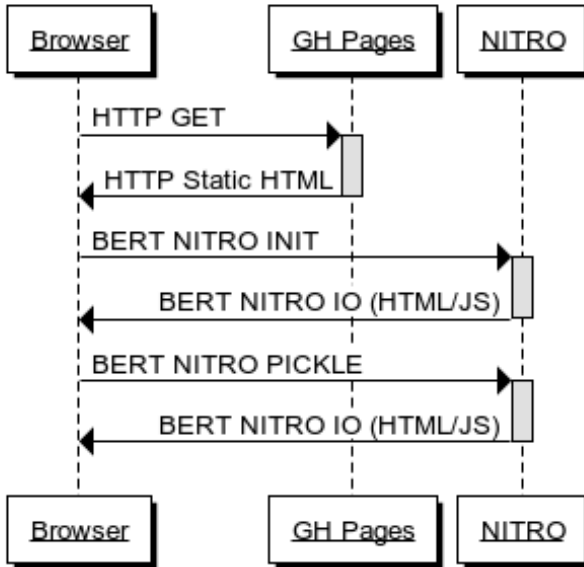 Browser
GH Pages
NITRO
HTTP GET
HTTP Static HTML
BERT NITRO INIT
BERT NITRO IO (HTML/JS)
BERT NITRO PICKLE
BERT NITRO IO (HTML/JS)
Browser
GH Pages
NITRO